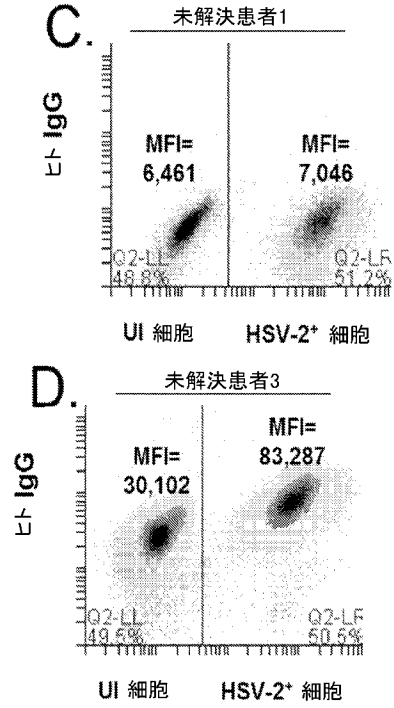 C.
未解決患者1
ヒト IgG
MFI=
6,461
MFI=
7,046
Q2-LL
48.8%
Q2-LR
51.2%
UI 細胞
HSV-2⁺ 細胞
D.
未解決患者3
ヒト IgG
MFI=
30,102
MFI=
83,287
Q2-LL
49.5%
Q2-LR
50.5%
UI 細胞
HSV-2⁺ 細胞